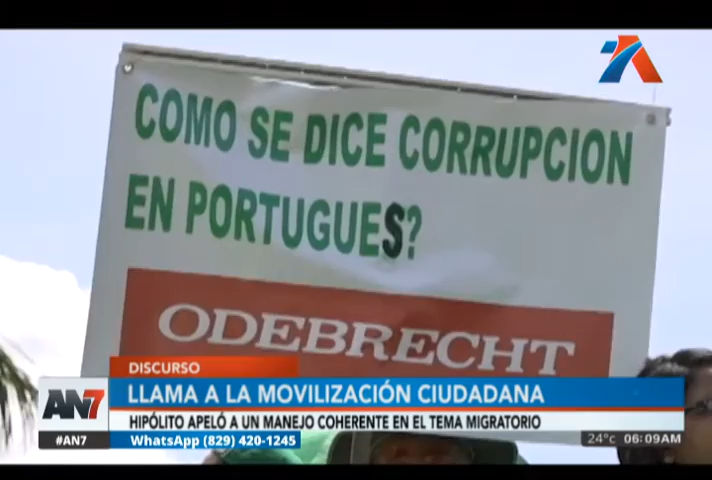 COMO SE DICE CORRUPCION
EN PORTUGUES?
ODEBRECHT
DISCURSO
LLAMA A LA MOVILIZACIÓN CIUDADANA
AN7
HIPÓLITO APELÓ A UN MANEJO COHERENTE EN EL TEMA MIGRATORIO
#AN7
WhatsApp (829) 420-1245
24°c 06:09AM